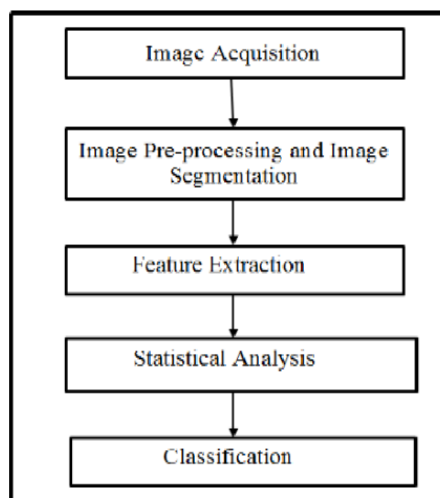 Image Acquisition
Image Pre-processing and Image
Segmentation
Feature Extraction
Statistical Analysis
Classification